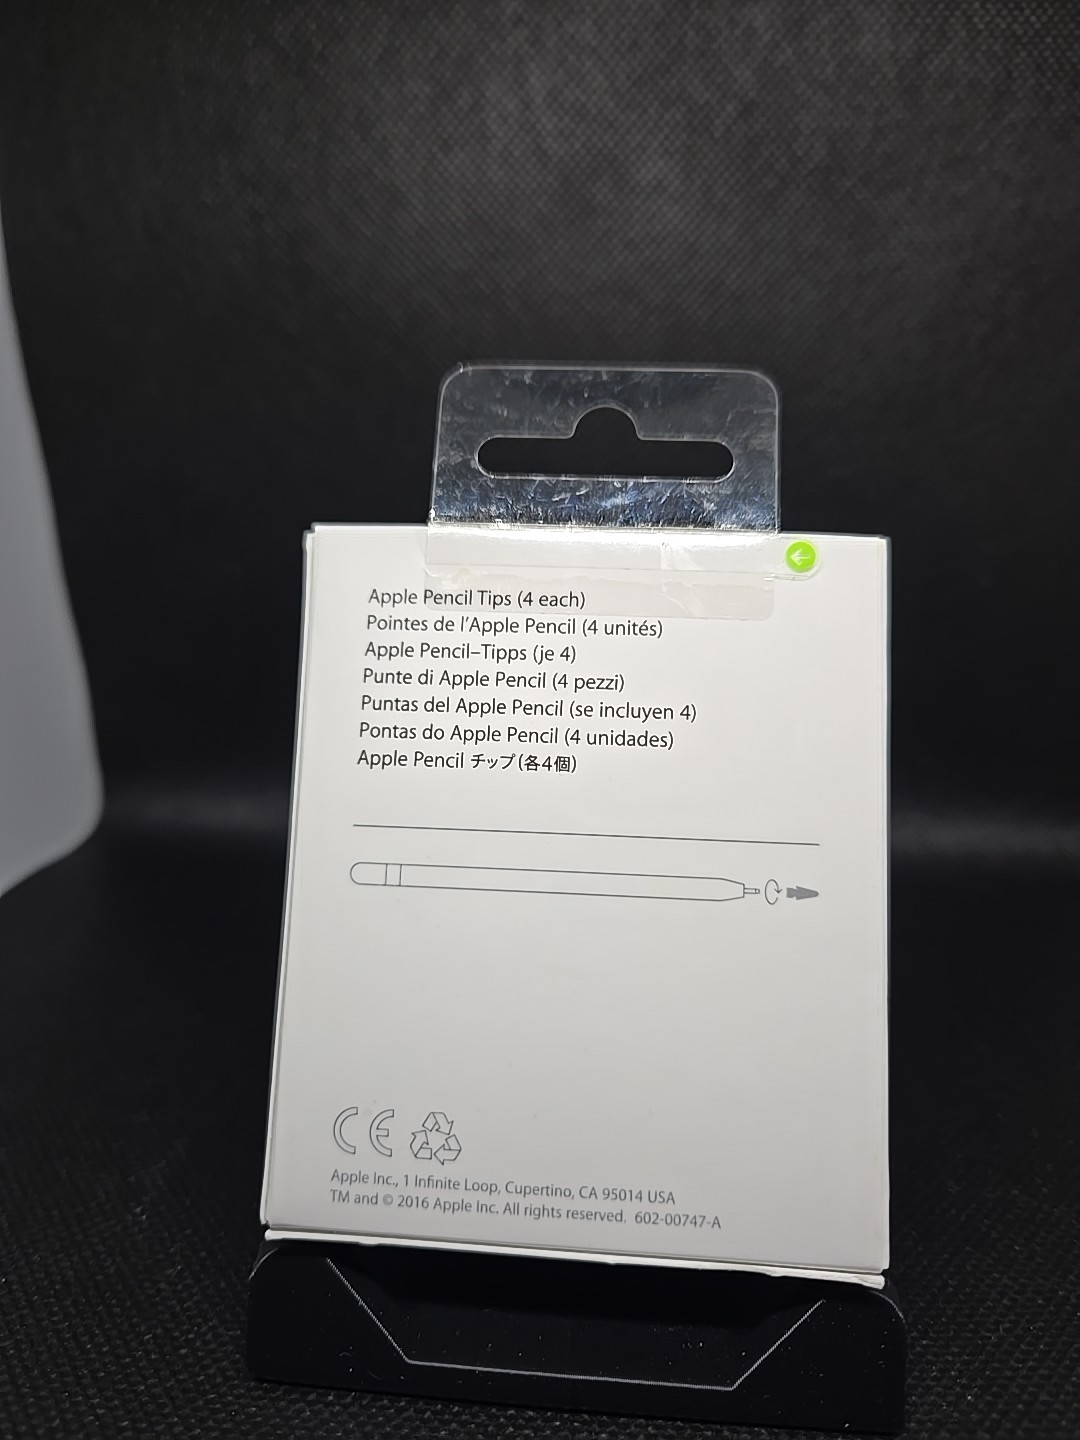 Apple Pencil Tips (4 each)
Pointes de l'Apple Pencil (4 unités)
Apple Pencil–Tipps (je 4)
Punte di Apple Pencil (4 pezzi)
Puntas del Apple Pencil (se incluyen 4)
Pontas do Apple Pencil (4 unidades)
Apple Pencil チップ(各4個)
CE
Apple Inc., 1 Infinite Loop, Cupertino, CA 95014 USA
TM and © 2016 Apple Inc. All rights reserved. 602-00747-A